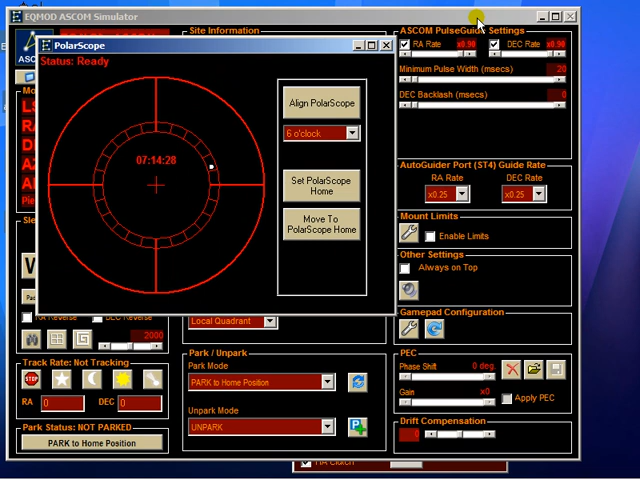 EQMOD ASCOM Simulator
PolarScope
Status: Ready
07:14:28
Align PolarScope
6 o'clock
Set PolarScope
Home
Move To
PolarScope Home
ASC
Site Information
ASCOM PulseGuide Settings
RA Rate
x0.90
DEC Rate
x0.90
Minimum Pulse Width (msecs)
20
DEC Backlash (msecs)
0
AutoGuider Port (ST4) Guide Rate
RA Rate
DEC Rate
x0.25
x0.25
Mount Limits
Enable Limits
Other Settings
Always on Top
Gamepad Configuration
PEC
Phase Shift
0 deg.
Gain
x0
Apply PEC
Drift Compensation
0
RA Reverse
DEC Reverse
2000
Local Quadrant
Track Rate: Not Tracking
RA
0
DEC
0
Park Status: NOT PARKED
PARK to Home Position
Park / Unpark
Park Mode
PARK to Home Position
Unpark Mode
UNPARK